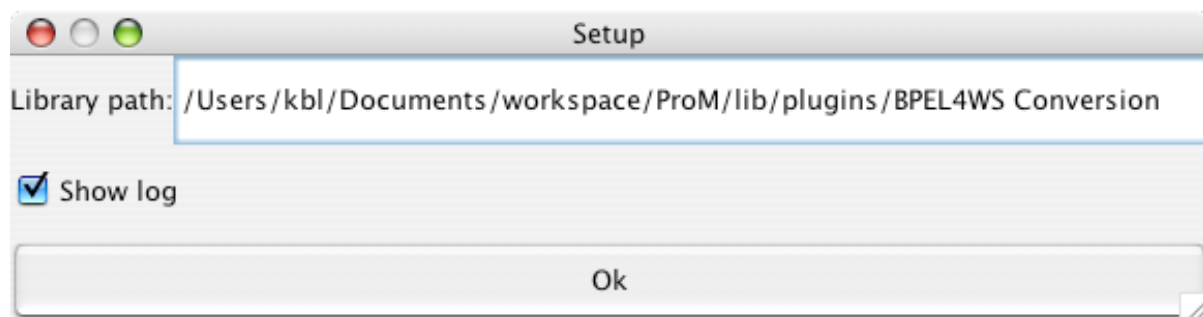 Setup
Library path: /Users/kbl/Documents/workspace/ProM/lib/plugins/BPEL4WS Conversion
Show log
Ok